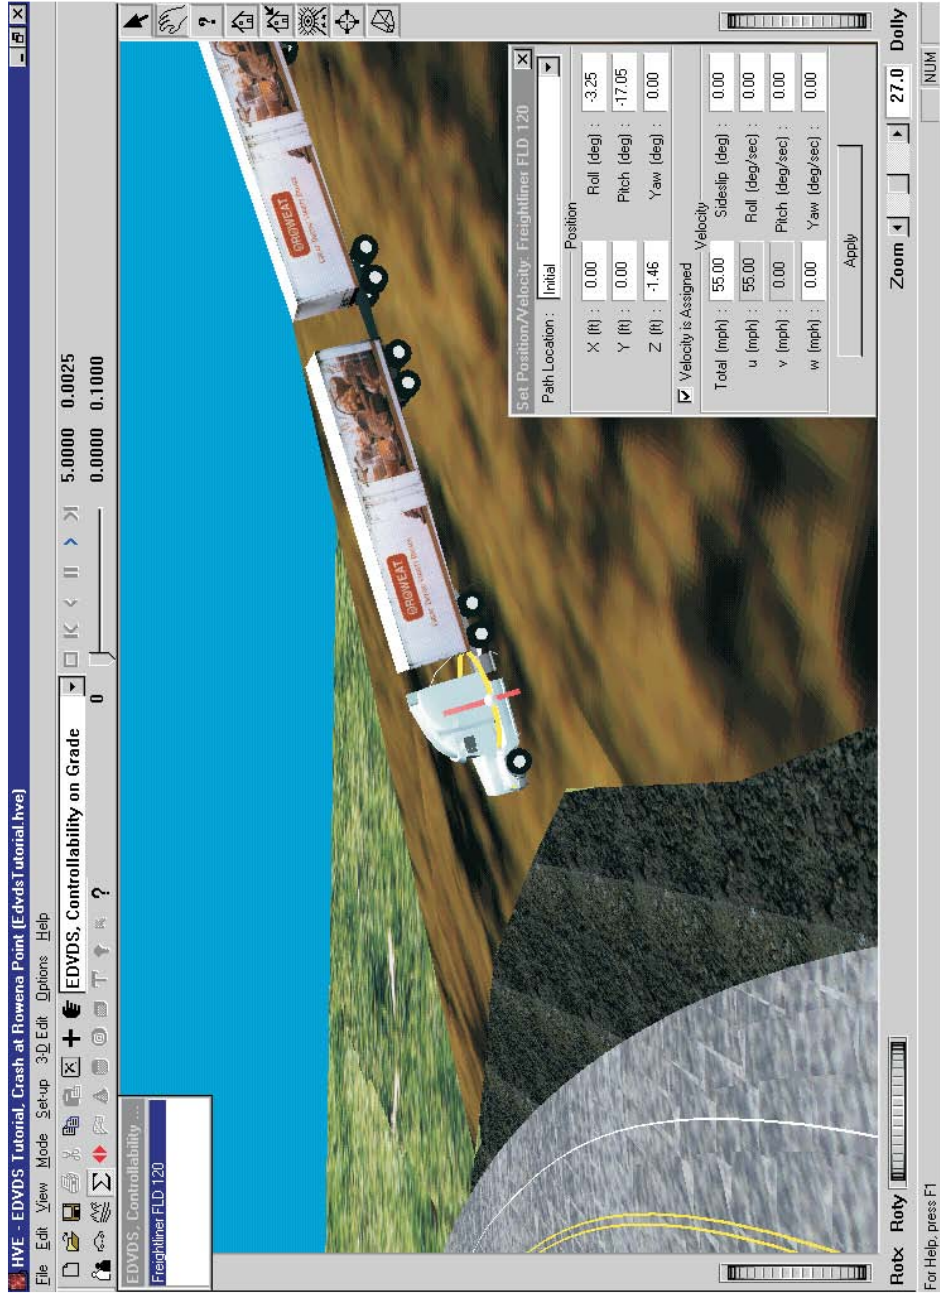 HVE - EDVDS Tutorial, Crash at Rowena Point (EdvdsTutorial.hve)
File Edit View Mode Set-up 3-D Edit Options Help
EDVDS, Controllability on Grade
5.0000 0.0025
0
0.0000 0.1000
EDVDS, Controllability ...
Freightliner FLD 120
OROWEAT
OROWEAT
Set Position/Velocity: Freightliner FLD 120
Path Location : Initial
Position
X (ft) : 0.00 Roll (deg) : -3.25
Y (ft) : 0.00 Pitch (deg) : -17.05
Z (ft) : -1.46 Yaw (deg) : 0.00
Velocity is Assigned
Velocity
Total (mph) : 55.00 Sideslip (deg) : 0.00
u (mph) : 55.00 Roll (deg/sec) : 0.00
v (mph) : 0.00 Pitch (deg/sec) : 0.00
w (mph) : 0.00 Yaw (deg/sec) : 0.00
Apply
Rotx Roty Zoom 27.0 Dolly
For Help, press F1
NUM